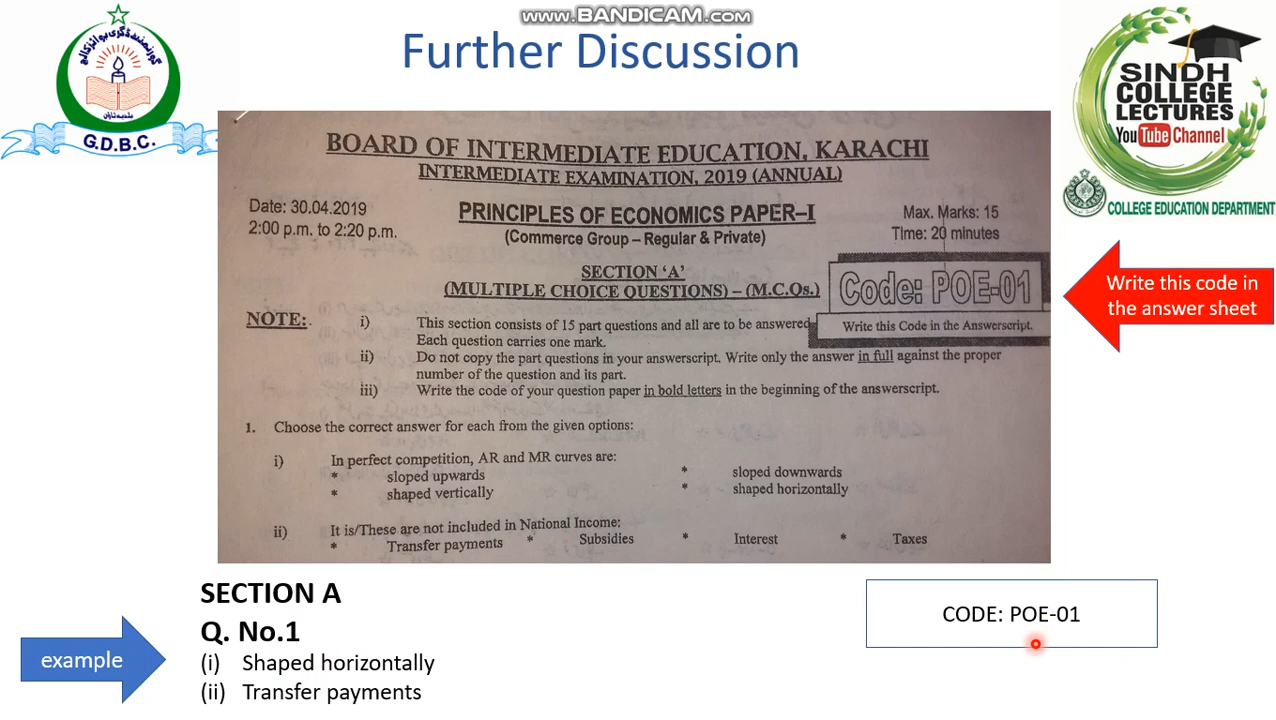 www.BANDICAM.com
Further Discussion
گورنمنٹ ڈگری بوائز کالج
بلدیہ ٹاؤن
G.D.B.C.
SINDH
COLLEGE
LECTURES
YouTube Channel
COLLEGE EDUCATION DEPARTMENT
BOARD OF INTERMEDIATE EDUCATION, KARACHI
INTERMEDIATE EXAMINATION, 2019 (ANNUAL)
Date: 30.04.2019
2:00 p.m. to 2:20 p.m.
PRINCIPLES OF ECONOMICS PAPER–I
(Commerce Group – Regular & Private)
Max. Marks: 15
Time: 20 minutes
SECTION ‘A’
(MULTIPLE CHOICE QUESTIONS) – (M.C.Qs.)
Code: POE-01
Write this Code in the Answerscript.
NOTE:
i) This section consists of 15 part questions and all are to be answered
Each question carries one mark.
ii) Do not copy the part questions in your answerscript. Write only the answer in full against the proper
number of the question and its part.
iii) Write the code of your question paper in bold letters in the beginning of the answerscript.
1. Choose the correct answer for each from the given options:
i) In perfect competition, AR and MR curves are:
* sloped upwards * sloped downwards
* shaped vertically * shaped horizontally
ii) It is/These are not included in National Income:
* Transfer payments * Subsidies * Interest * Taxes
Write this code in
the answer sheet
example
SECTION A
Q. No.1
(i) Shaped horizontally
(ii) Transfer payments
CODE: POE-01